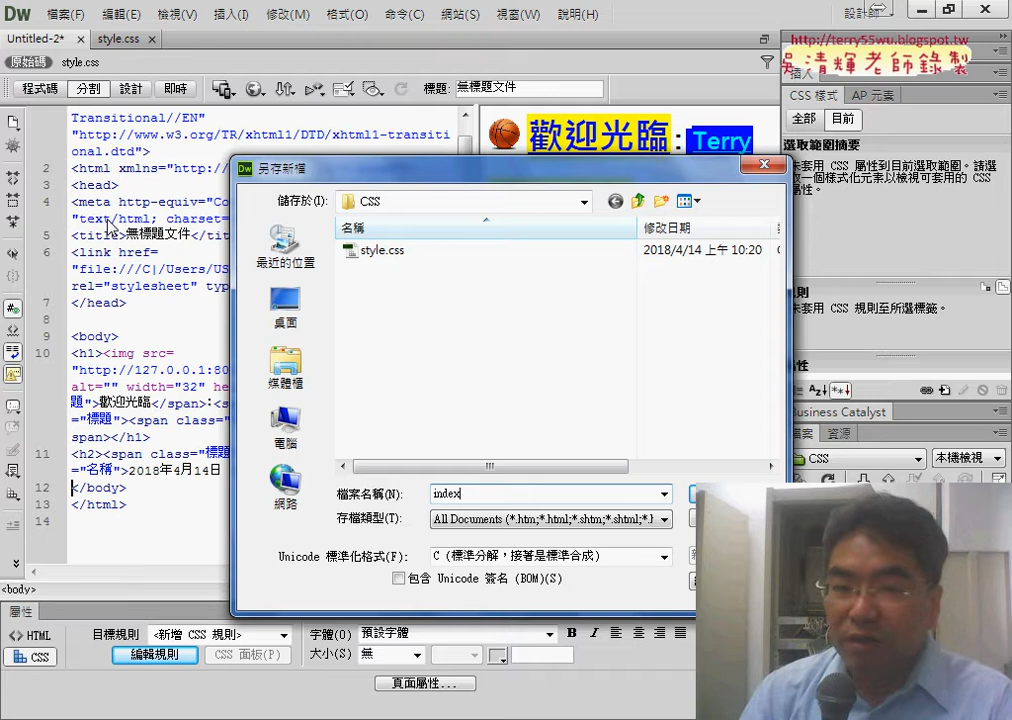 Dw 檔案(F) 編輯(E) 檢視(V) 插入(I) 修改(M) 格式(O) 命令(C) 網站(S) 視窗(W) 說明(H) 設計師
Untitled-2* × style.css ×
http://terry55wu.blogspot.tw
吳清輝老師錄製
原始碼 style.css
插入
程式碼 分割 設計 即時 標題: 無標題文件
CSS 樣式 AP 元素
全部 目前
Transitional//EN"
"http://www.w3.org/TR/xhtml1/DTD/xhtml1-transiti
onal.dtd">
2 <html xmlns="http:/
3 <head>
4 <meta http-equiv="Co
"text/html; charset=
5 <title>無標題文件</tit
6 <link href=
"file:///C|/Users/US
rel="stylesheet" typ
7 </head>
8
9 <body>
10 <h1><img src=
"http://127.0.0.1:80
alt="" width="32" he
題">歡迎光臨</span>:<s
="標題"><span class="
span></h1>
11 <h2><span class="標題
="名稱">2018年4月14日
12 </body>
13 </html>
14
歡迎光臨:Terry
選取範圍摘要
未套用 CSS 屬性到目前選取範圍。請選
取一個樣式化元素以檢視可套用的 CSS
屬性。
另存新檔
儲存於(I): CSS
名稱 修改日期
style.css 2018/4/14 上午 10:20
最近的位置
桌面
媒體櫃
電腦
網路
檔案名稱(N): index
存檔類型(T): All Documents (*.htm;*.html;*.shtm;*.shtml;*.l
Unicode 標準化格式(F): C (標準分解,接著是標準合成)
包含 Unicode 簽名 (BOM)(S)
規則
未套用 CSS 規則至所選標籤。
屬性
Business Catalyst
檔案 資源
CSS 本機檢視
<body>
屬性
<> HTML 目標規則 <新增 CSS 規則> 字體(O) 預設字體 B I
CSS 編輯規則 CSS 面板(P) 大小(S) 無
頁面屬性...